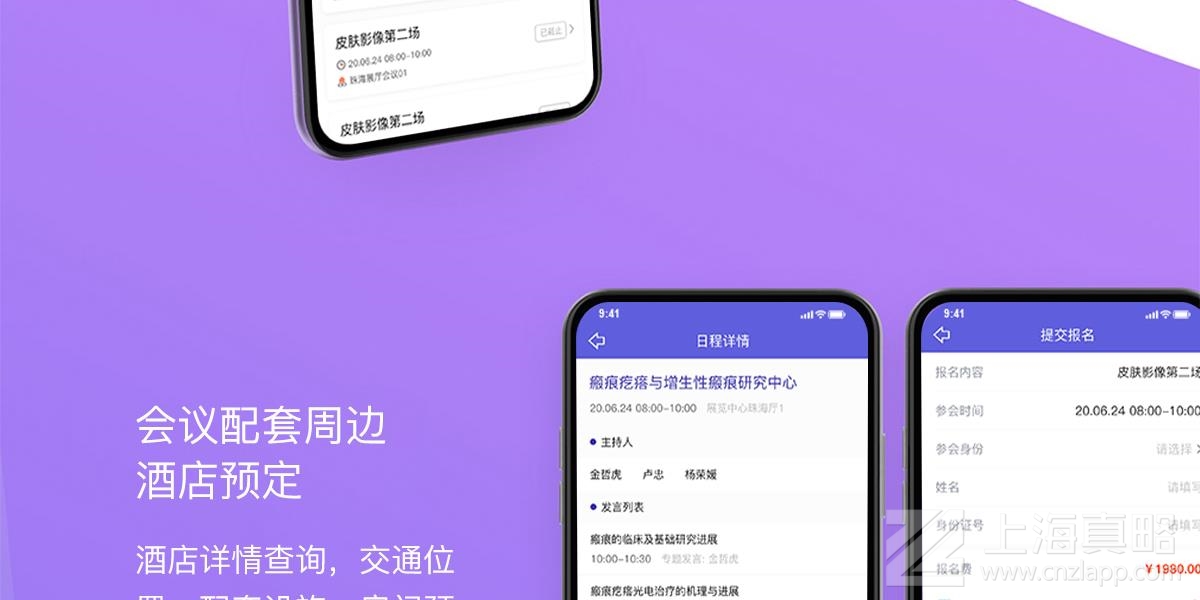 皮肤影像第二场
已截止
20.06.24 08:00-10:00
珠海展厅会议01
皮肤影像第二场
会议配套周边
酒店预定
酒店详情查询，交通位
9:41
日程详情
瘢痕疙瘩与增生性瘢痕研究中心
20.06.24 08:00-10:00 展览中心珠海厅1
主持人
金哲虎 卢忠 杨荣媛
发言列表
瘢痕的临床及基础研究进展
10:00-10:30 专题发言: 金哲虎
瘢痕疙瘩光电治疗的机理与进展
9:41
提交报名
报名内容 皮肤影像第二场
参会时间 20.06.24 08:00-10:00
参会身份 请选择
姓名 请填写
身份证号 请填写
报名费 ￥1980.00
上海真略
www.cnzlapp.com